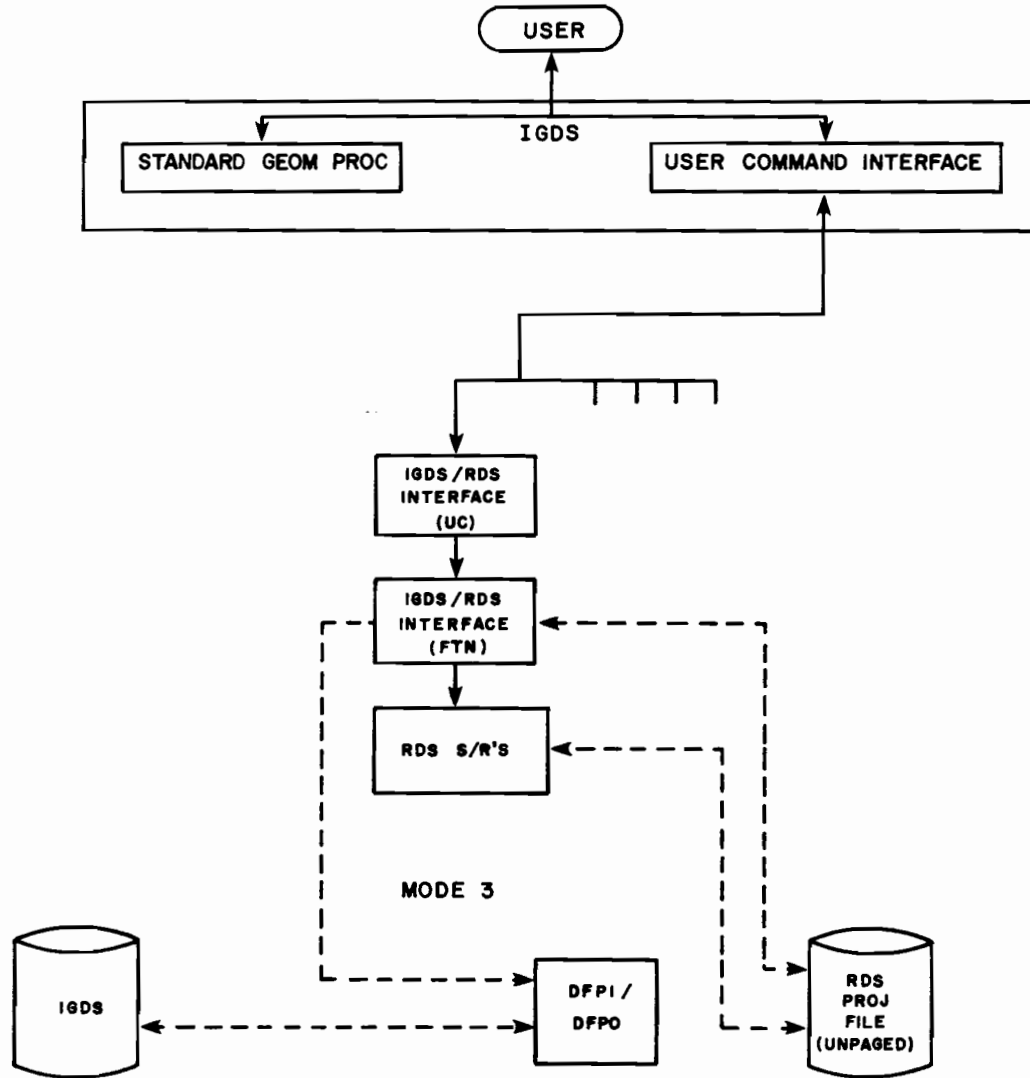 USER
IGDS
STANDARD GEOM PROC
USER COMMAND INTERFACE
IGDS/RDS
INTERFACE
(UC)
IGDS/RDS
INTERFACE
(FTN)
RDS S/R'S
MODE 3
IGDS
DFPI/
DFPO
RDS
PROJ
FILE
(UNPAGED)